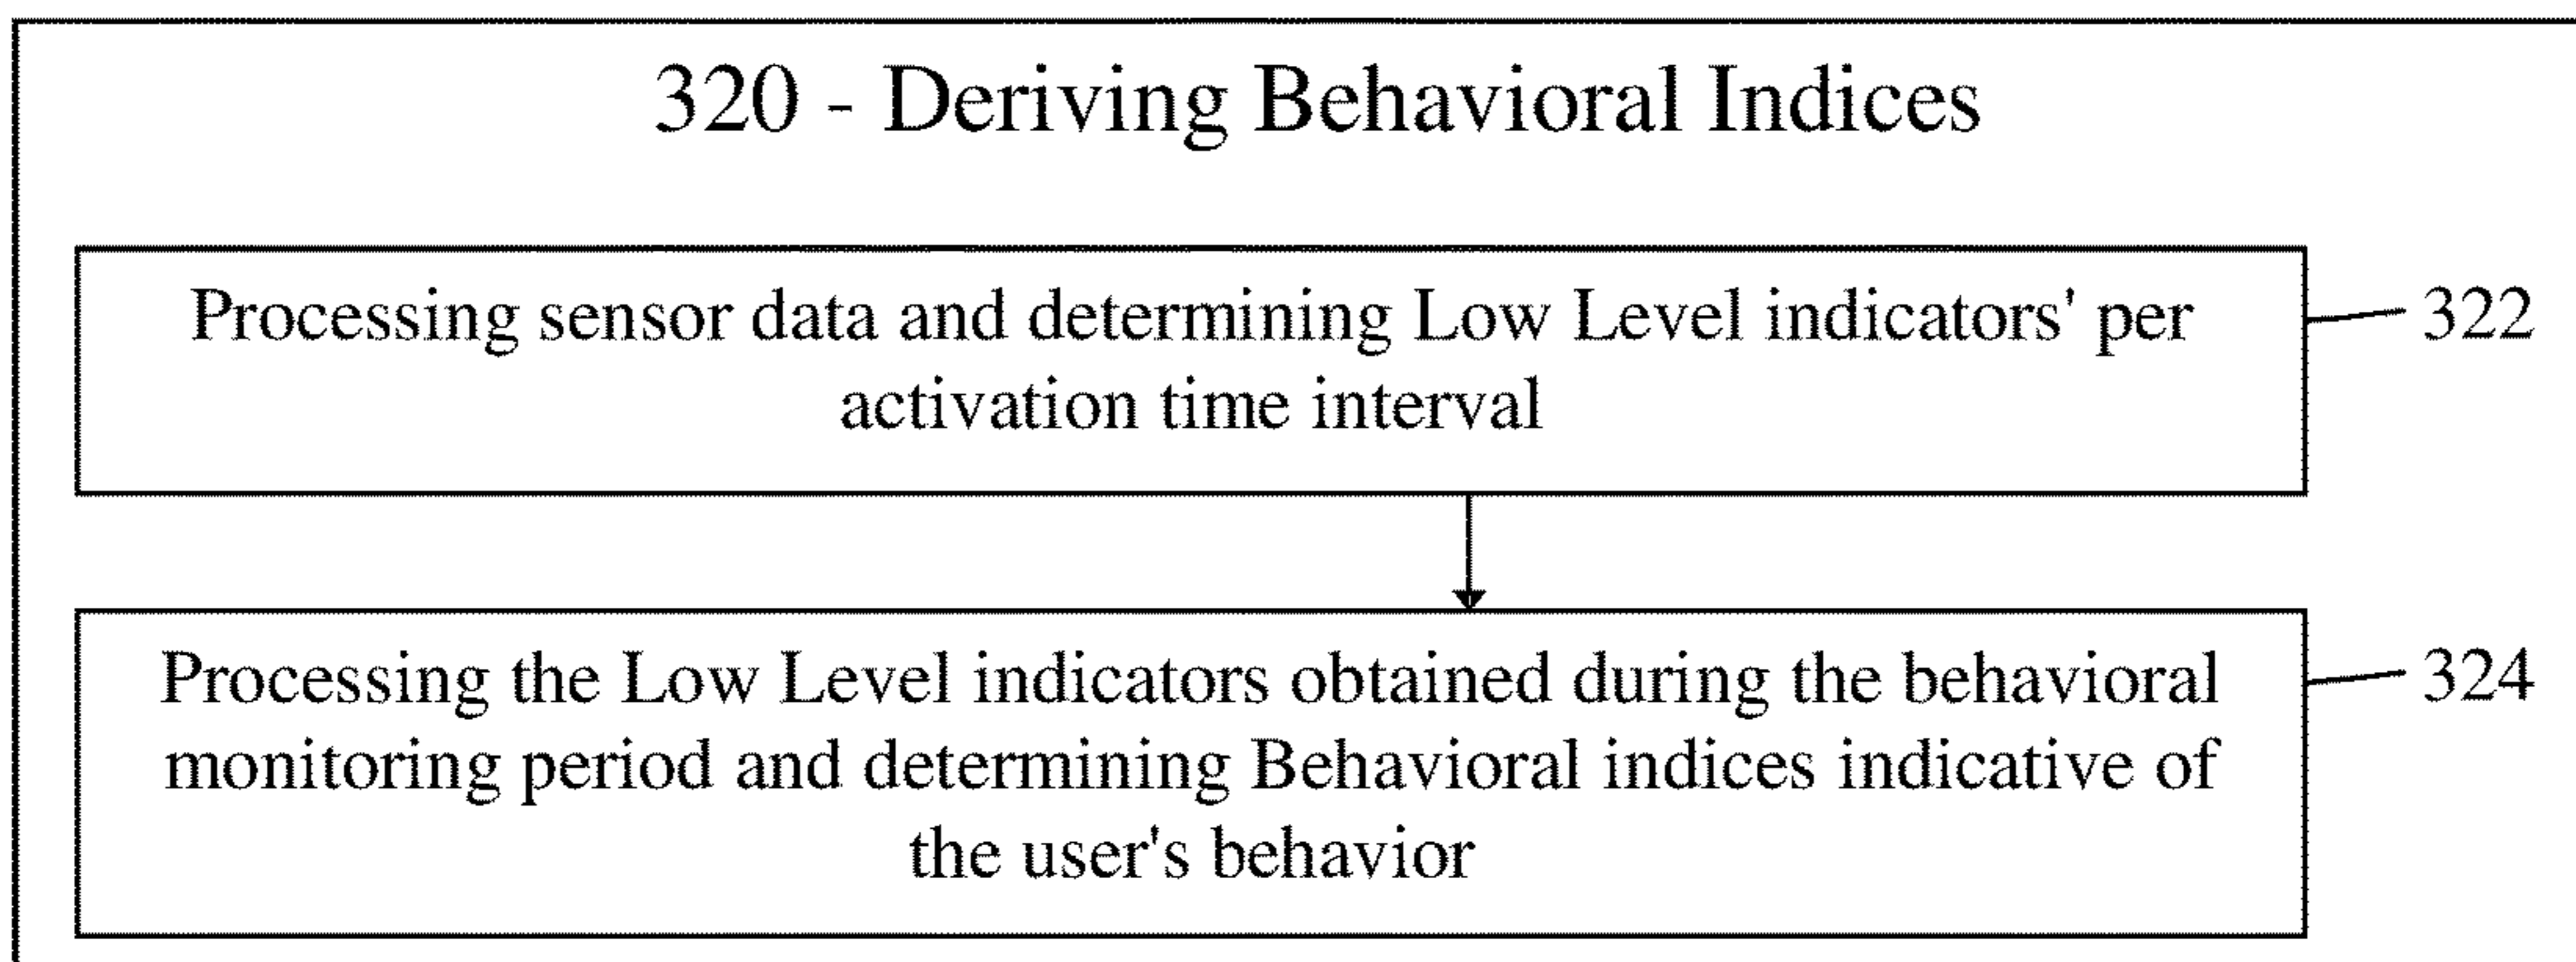 320 - Deriving Behavioral Indices
Processing sensor data and determining Low Level indicators' per
activation time interval
322
Processing the Low Level indicators obtained during the behavioral
monitoring period and determining Behavioral indices indicative of
the user's behavior
324